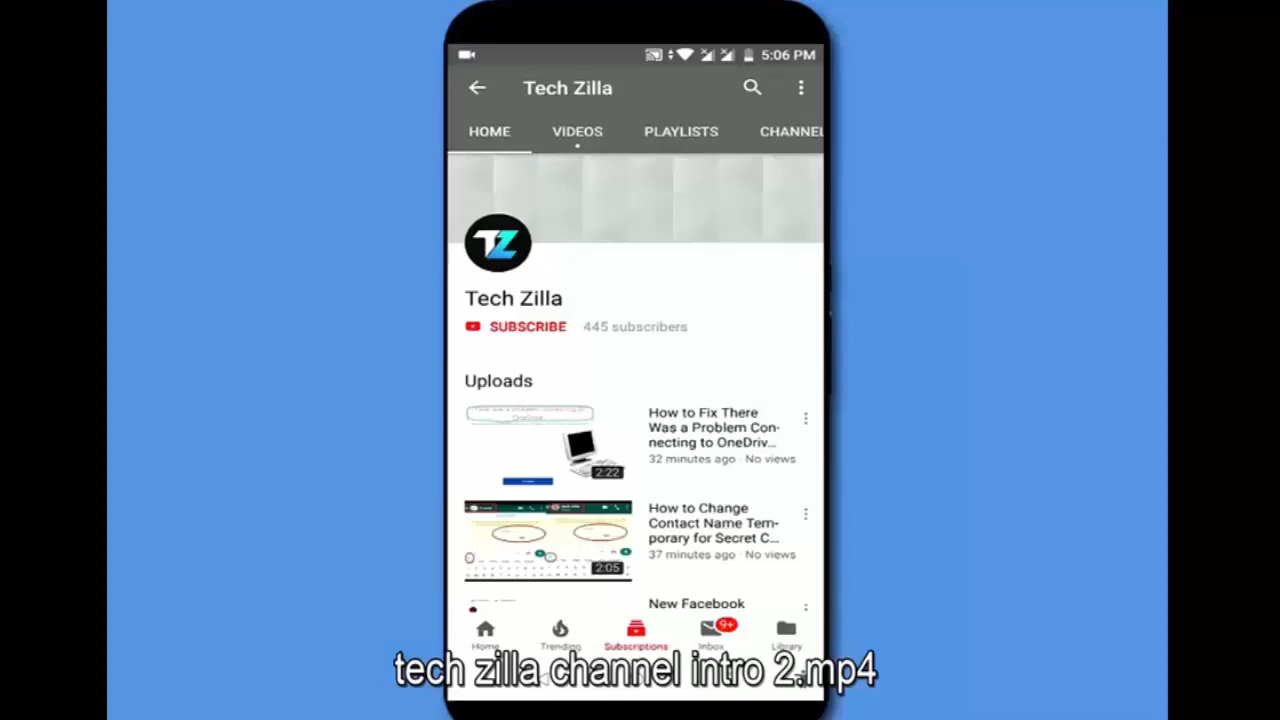 5:06 PM
Tech Zilla
HOME VIDEOS PLAYLISTS CHANNEL
TZ
Tech Zilla
SUBSCRIBE 445 subscribers
Uploads
How to Fix There
Was a Problem Con-
necting to OneDriv...
32 minutes ago · No views
2:22
How to Change
Contact Name Tem-
porary for Secret C...
37 minutes ago · No views
2:05
New Facebook
9+
Home Trending Subscriptions Inbox Library
tech zilla channel intro 2.mp4